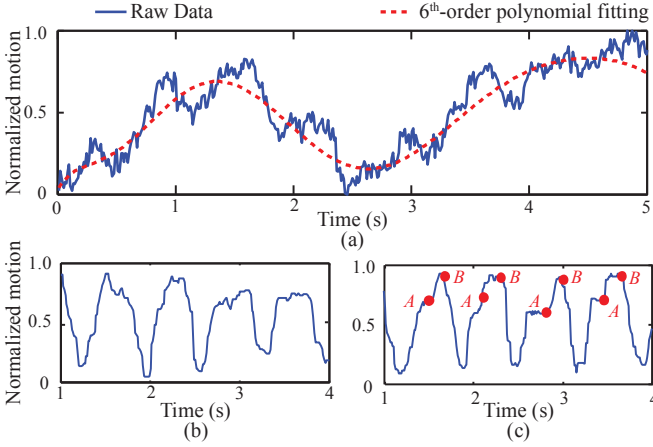 Raw Data
6th-order polynomial fitting
Normalized motion
1.0
0.5
0
0 1 2 3 4 5
Time (s)
(a)
Normalized motion
1.0
0.5
0
1 2 3 4
Time (s)
(b)
1.0
0.5
0
A B A B A B A B
1 2 3 4
Time (s)
(c)